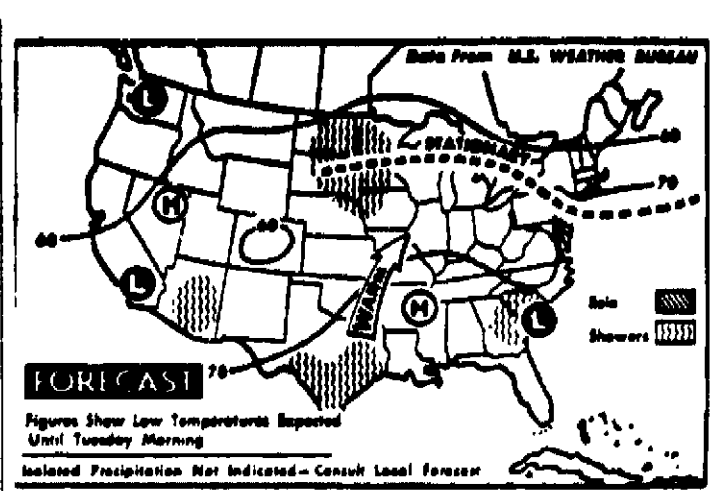 Data From U.S. WEATHER BUREAU
L
STATIONARY
60
70
H
60
60
L
WARM
H
L
Rain
Showers
FORECAST
70
Figures Show Low Temperatures Expected
Until Tuesday Morning
Isolated Precipitation Not Indicated – Consult Local Forecast